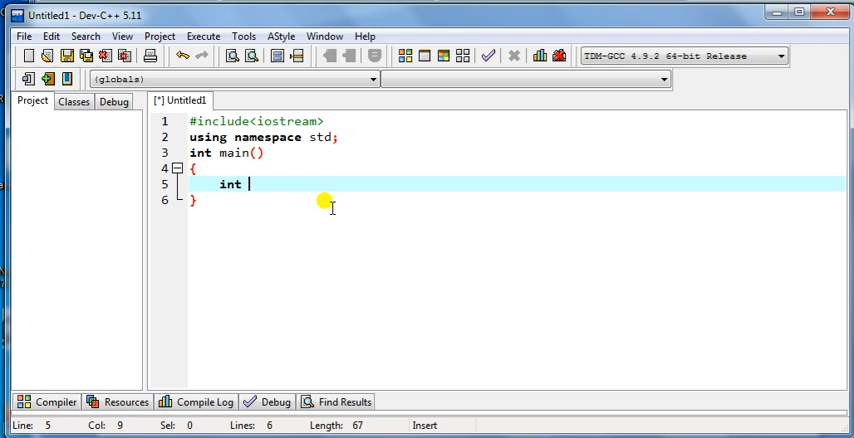 Untitled1 - Dev-C++ 5.11
File Edit Search View Project Execute Tools AStyle Window Help
TDM-GCC 4.9.2 64-bit Release
(globals)
Project Classes Debug [*] Untitled1
1 #include<iostream>
2 using namespace std;
3 int main()
4 {
5 int
6 }
Compiler Resources Compile Log Debug Find Results
Line: 5 Col: 9 Sel: 0 Lines: 6 Length: 67 Insert